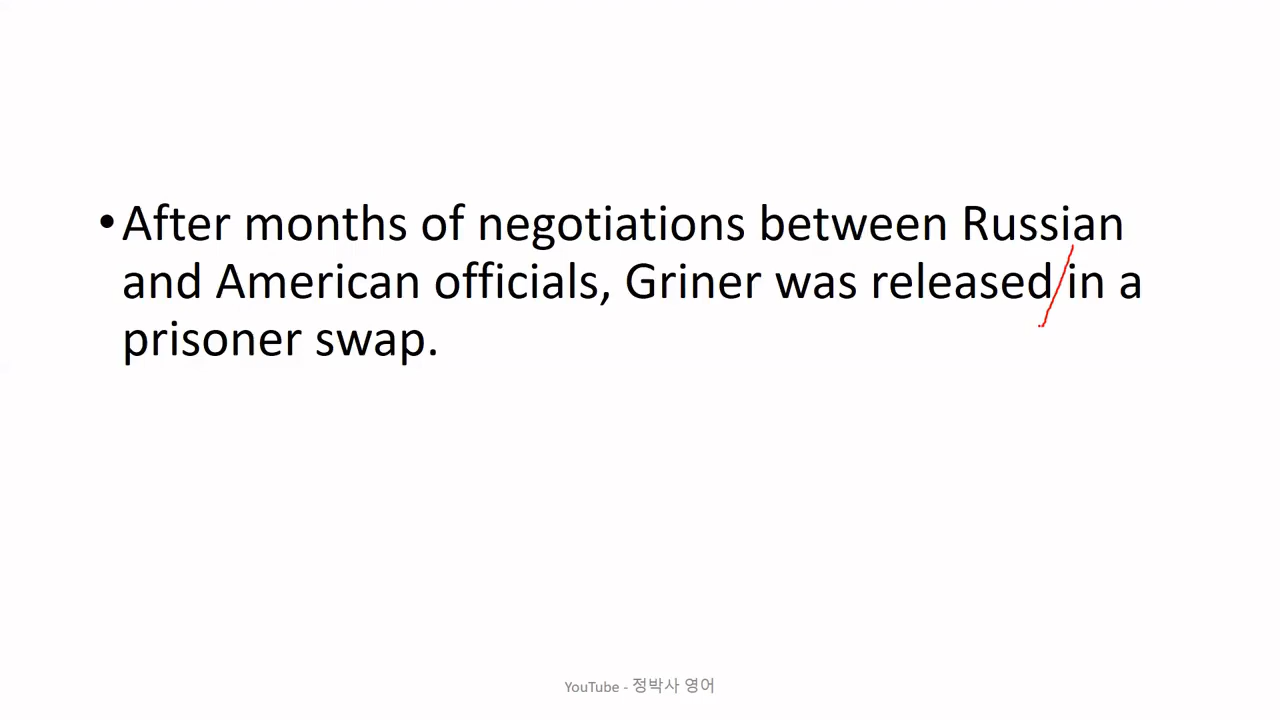 •After months of negotiations between Russian
and American officials, Griner was released in a
prisoner swap.
YouTube - 정박사 영어